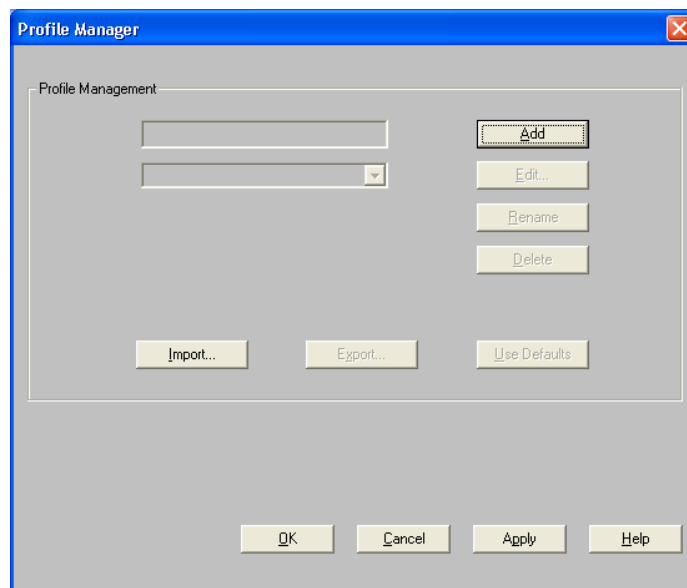 Profile Manager
Profile Management
Add
Edit...
Rename
Delete
Import...
Export...
Use Defaults
OK
Cancel
Apply
Help